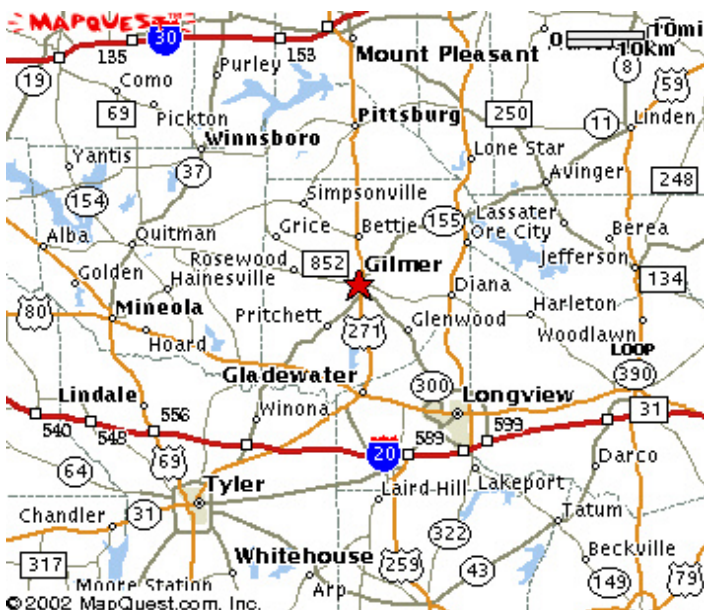 MAPQUEST
30
10mi
0
10km
135
153
Mount Pleasant
19
Como
Purley
8
59
69
Pickton
250
Pittsburg
11
Linden
Winnsboro
Yantis
Lone Star
37
Avinger
248
154
Simpsonville
Alba
Quitman
Grice
Bettie
155
Lassater
Ore City
Berea
Rosewood
852
Gilmer
Jefferson
Golden
Hainesville
134
80
Mineola
Diana
Harleton
Pritchett
271
Glenwood
Woodlawn
Hoard
LOOP
390
Gladewater
300
Lindale
Longview
31
556
Winona
599
540
548
589
20
69
64
Darco
Tyler
Laird Hill
Lakeport
Chandler
31
322
Tatum
317
Whitehouse
259
43
Beckville
Moore Station
Arp
149
79
©2002 MapQuest.com, Inc.